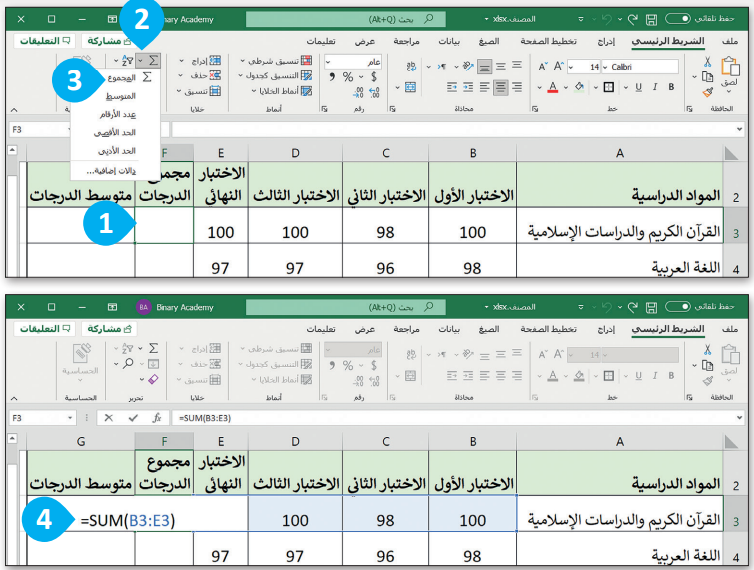 حفظ تلقائي
المصنف.xlsx
بحث (Alt+Q)
Binary Academy
2
ملف الشريط الرئيسي إدراج تخطيط الصفحة الصيغ بيانات مراجعة عرض تعليمات
مشاركة
التعليقات
لصق
Calibri 14
B I U
عام
$ % ,
تنسيق شرطي
التنسيق كجدول
أنماط الخلايا
إدراج
حذف
تنسيق
الحافظة خط محاذاة رقم أنماط خلايا
3
المجموع
المتوسط
عدد الأرقام
الحد الأقصى
الحد الأدنى
دالات إضافية...
F3
A B C D E F
2 المواد الدراسية الاختبار الأول الاختبار الثاني الاختبار الثالث الاختبار النهائي مجموع الدرجات متوسط الدرجات
3 القرآن الكريم والدراسات الإسلامية 100 98 100 100
1
4 اللغة العربية 98 96 97 97
حفظ تلقائي
المصنف.xlsx
بحث (Alt+Q)
Binary Academy BA
ملف الشريط الرئيسي إدراج تخطيط الصفحة الصيغ بيانات مراجعة عرض تعليمات
مشاركة
التعليقات
لصق
14
B I U
عام
$ % ,
تنسيق شرطي
التنسيق كجدول
أنماط الخلايا
إدراج
حذف
تنسيق
الحساسية
الحافظة خط محاذاة رقم أنماط خلايا تحرير الحساسية
F3 fx =SUM(B3:E3)
A B C D E F G
2 المواد الدراسية الاختبار الأول الاختبار الثاني الاختبار الثالث الاختبار النهائي مجموع الدرجات متوسط الدرجات
3 القرآن الكريم والدراسات الإسلامية 100 98 100 =SUM(B3:E3)
4
4 اللغة العربية 98 96 97 97